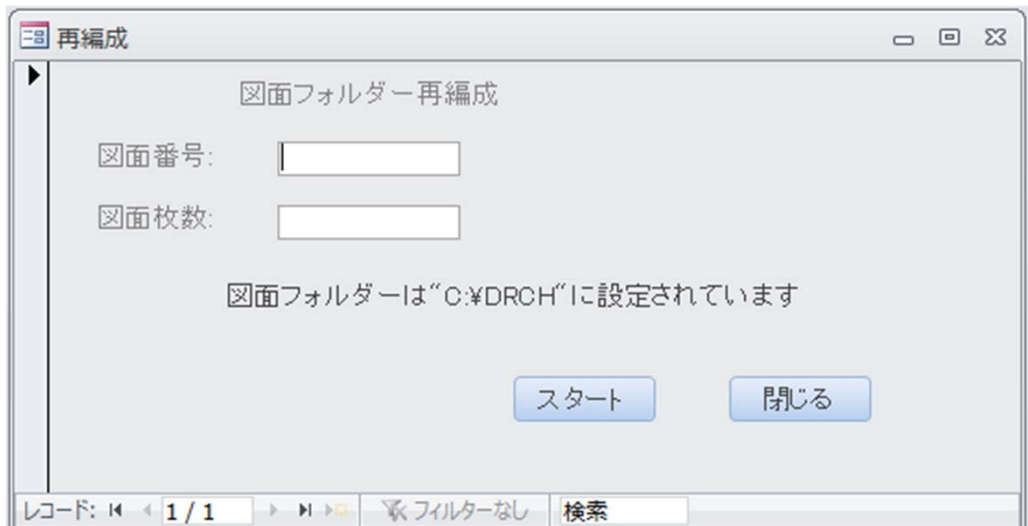 再編成
図面フォルダー再編成
図面番号:
図面枚数:
図面フォルダーは“C:¥DRCH“に設定されています
スタート 閉じる
レコード: 1 / 1 フィルターなし 検索